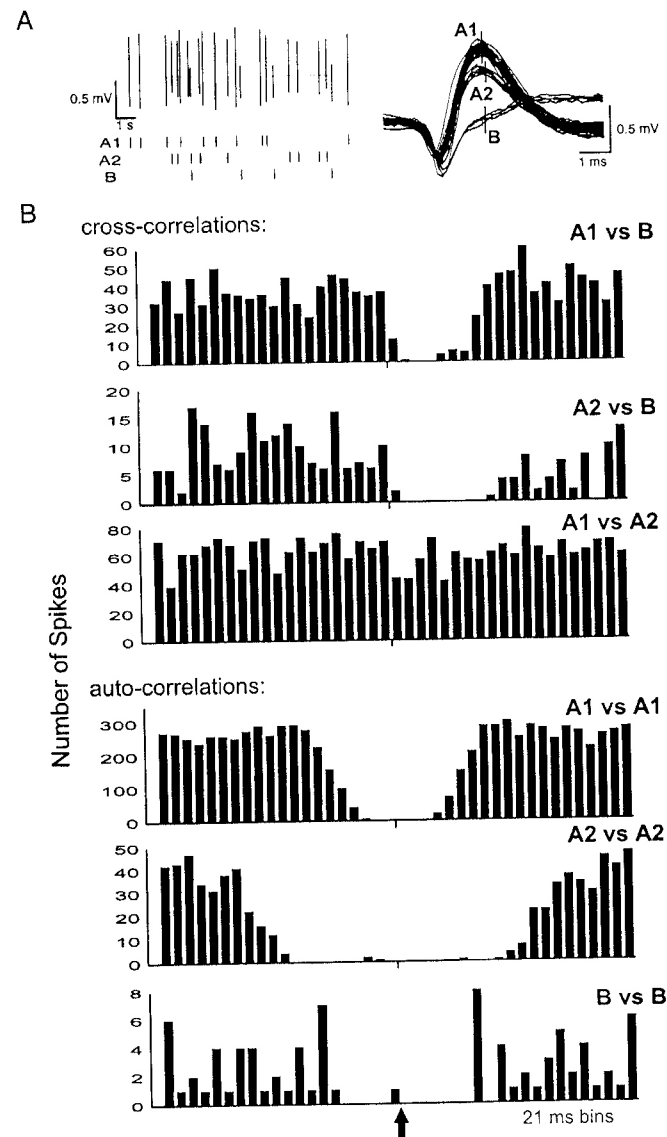 A
0.5 mV
1 s
A1
A2
B
A1
A2
B
0.5 mV
1 ms
B
cross-correlations:
A1 vs B
60
50
40
30
20
10
0
A2 vs B
20
15
10
5
0
A1 vs A2
80
60
40
20
0
Number of Spikes
auto-correlations:
A1 vs A1
300
200
100
0
A2 vs A2
50
40
30
20
10
0
B vs B
8
6
4
2
0
21 ms bins